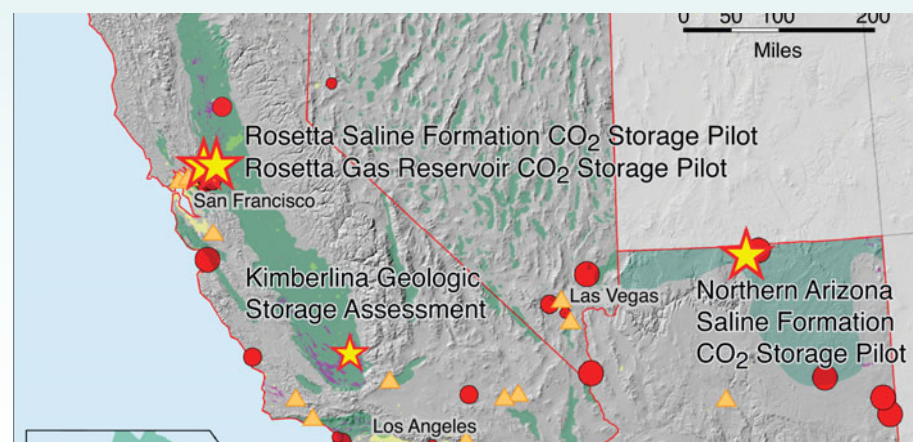 0 50 100 200
Miles
Rosetta Saline Formation CO₂ Storage Pilot
Rosetta Gas Reservoir CO₂ Storage Pilot
San Francisco
Kimberlina Geologic
Storage Assessment
Las Vegas
Northern Arizona
Saline Formation
CO₂ Storage Pilot
Los Angeles